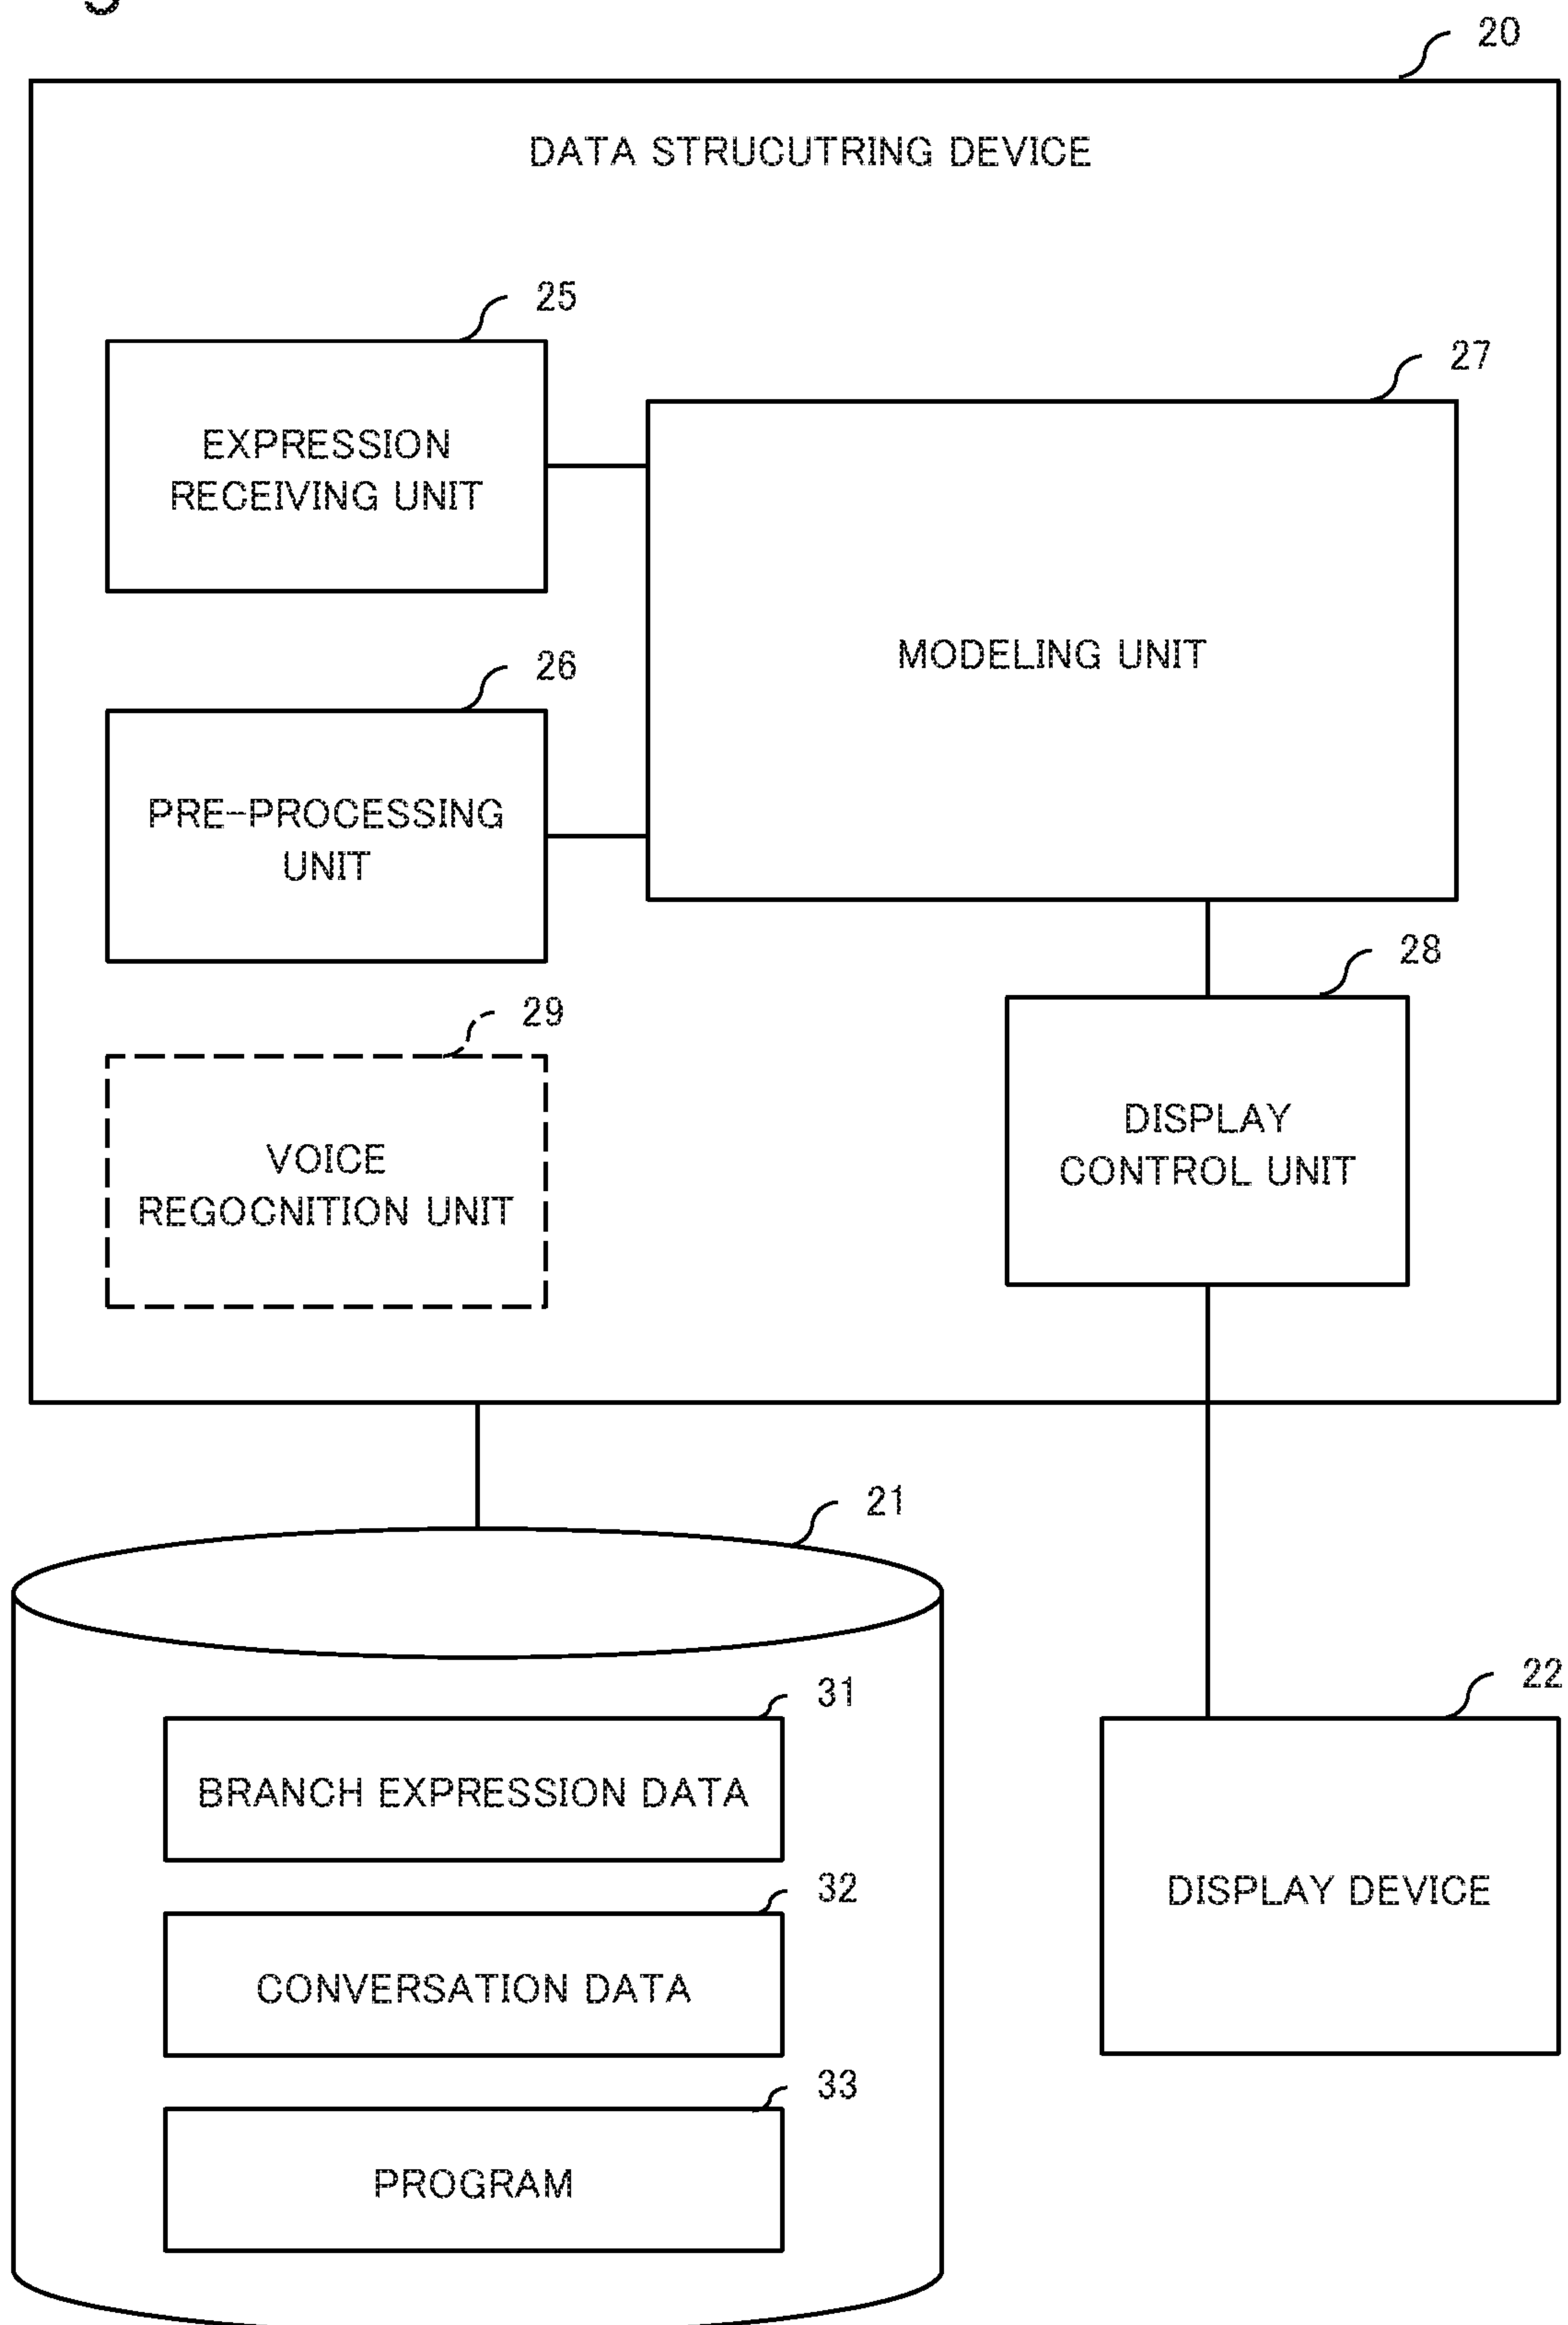 20
DATA STRUCUTRING DEVICE
25
EXPRESSION
RECEIVING UNIT
27
MODELING UNIT
26
PRE-PROCESSING
UNIT
28
DISPLAY
CONTROL UNIT
29
VOICE
REGOCNITION UNIT
21
31
BRANCH EXPRESSION DATA
32
CONVERSATION DATA
33
PROGRAM
22
DISPLAY DEVICE